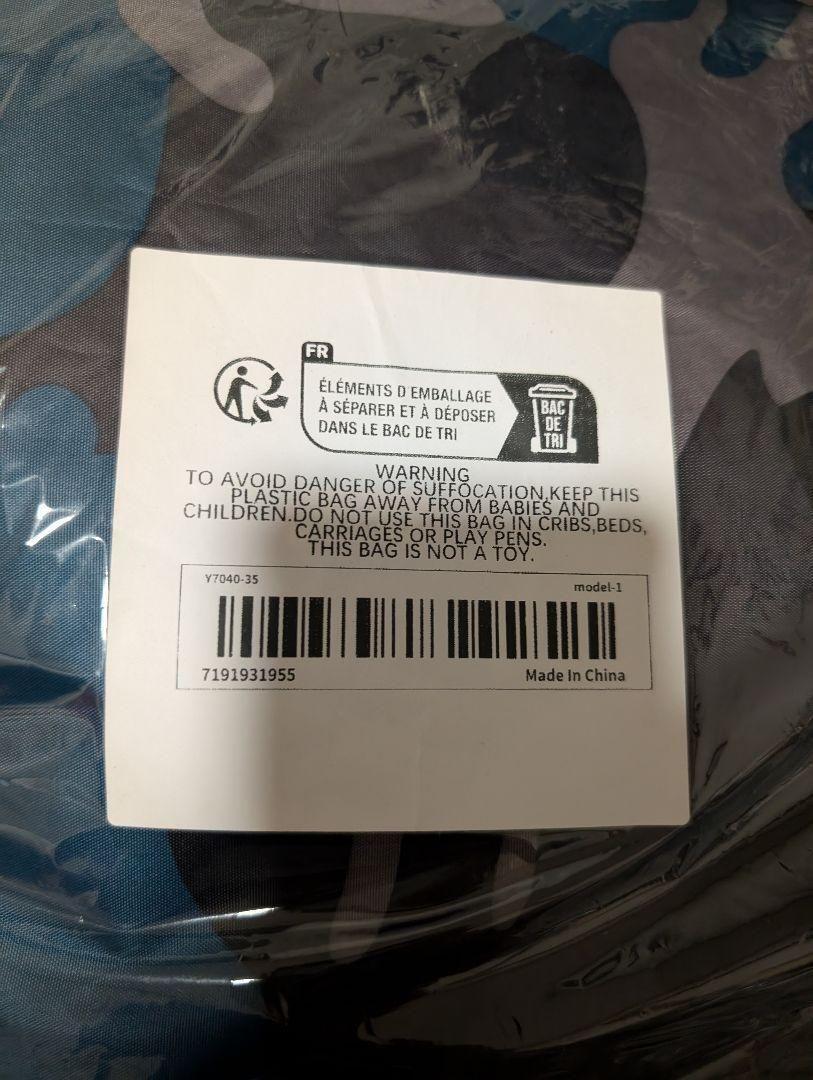 FR
ÉLÉMENTS D'EMBALLAGE
À SÉPARER ET À DÉPOSER
DANS LE BAC DE TRI
BAC
DE
TRI
WARNING
TO AVOID DANGER OF SUFFOCATION,KEEP THIS
PLASTIC BAG AWAY FROM BABIES AND
CHILDREN.DO NOT USE THIS BAG IN CRIBS,BEDS,
CARRIAGES OR PLAY PENS.
THIS BAG IS NOT A TOY.
Y7040-35
model-1
7191931955
Made In China